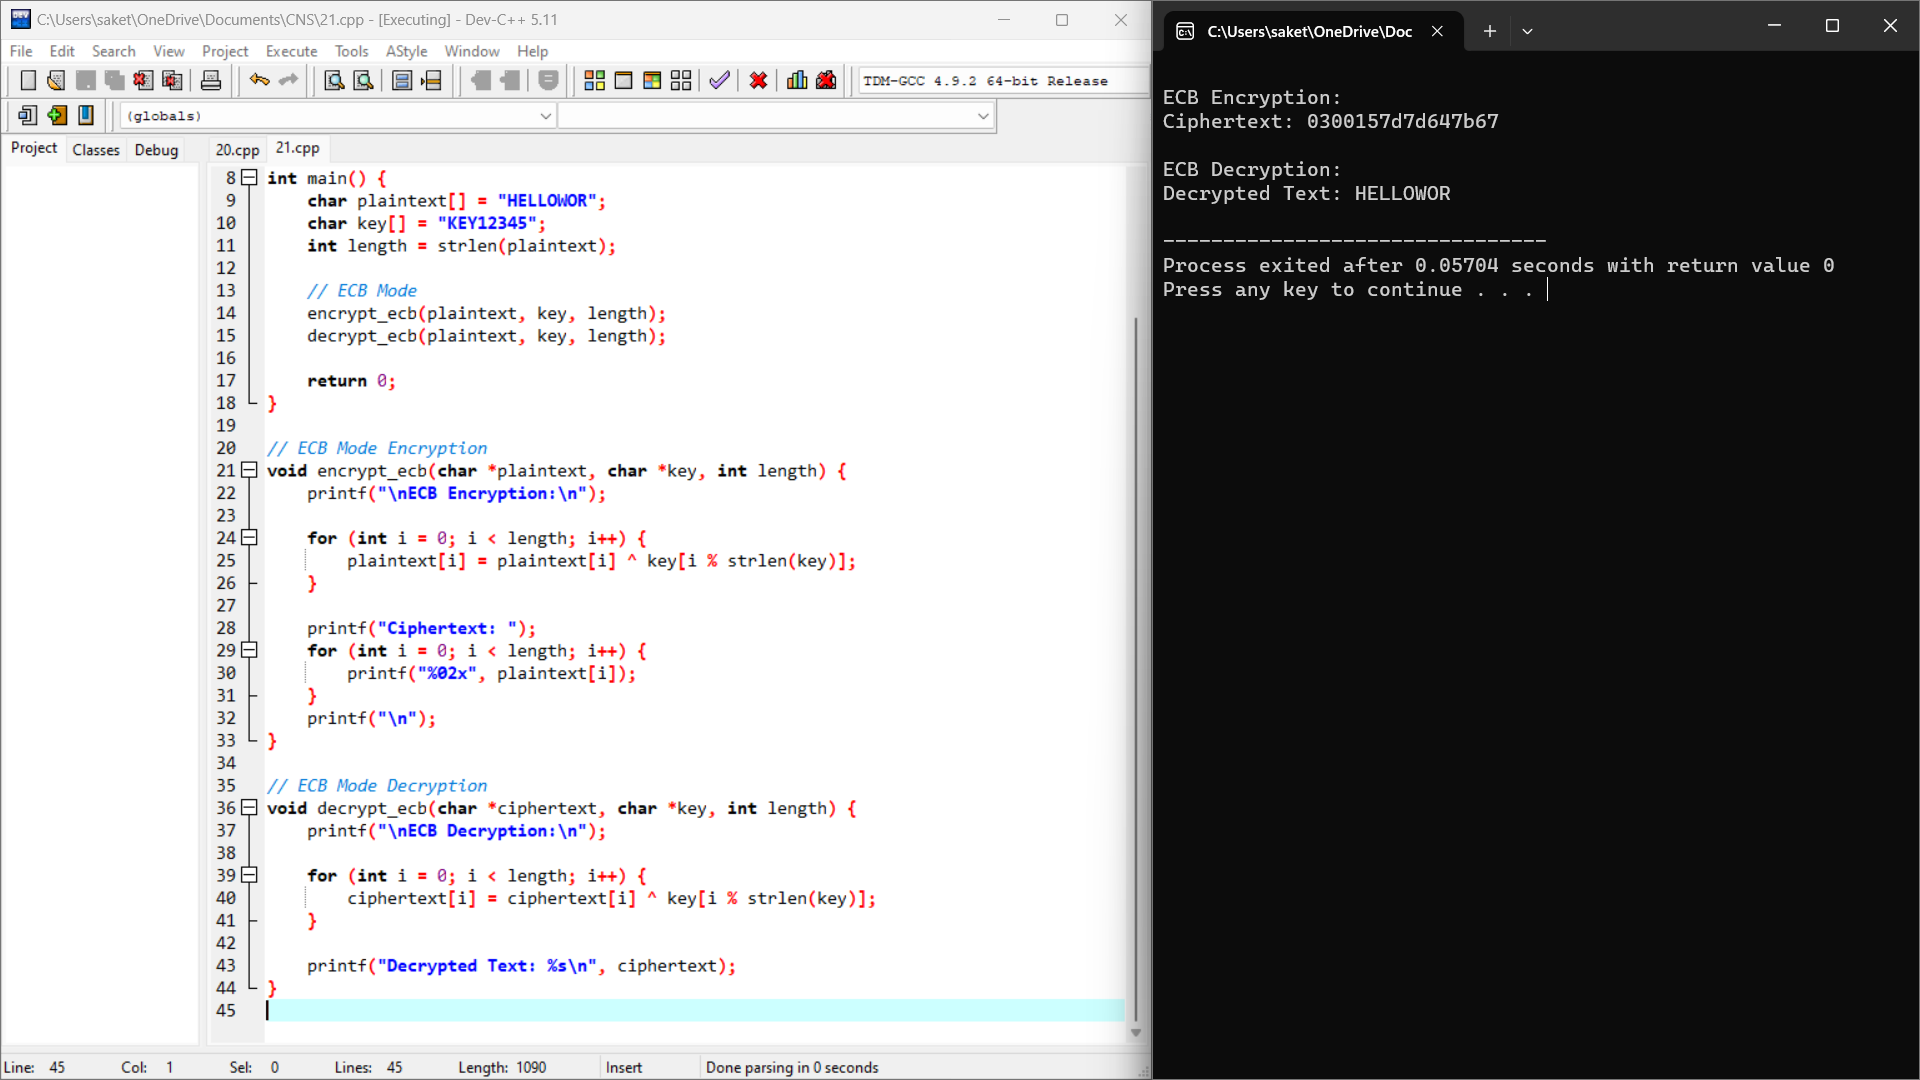 C:\Users\saket\OneDrive\Documents\CNS\21.cpp - [Executing] - Dev-C++ 5.11
File Edit Search View Project Execute Tools AStyle Window Help
TDM-GCC 4.9.2 64-bit Release
(globals)
Project Classes Debug
20.cpp 21.cpp
8 int main() {
9 char plaintext[] = "HELLOWOR";
10 char key[] = "KEY12345";
11 int length = strlen(plaintext);
12
13 // ECB Mode
14 encrypt_ecb(plaintext, key, length);
15 decrypt_ecb(plaintext, key, length);
16
17 return 0;
18 }
19
20 // ECB Mode Encryption
21 void encrypt_ecb(char *plaintext, char *key, int length) {
22 printf("\nECB Encryption:\n");
23
24 for (int i = 0; i < length; i++) {
25 plaintext[i] = plaintext[i] ^ key[i % strlen(key)];
26 }
27
28 printf("Ciphertext: ");
29 for (int i = 0; i < length; i++) {
30 printf("%02x", plaintext[i]);
31 }
32 printf("\n");
33 }
34
35 // ECB Mode Decryption
36 void decrypt_ecb(char *ciphertext, char *key, int length) {
37 printf("\nECB Decryption:\n");
38
39 for (int i = 0; i < length; i++) {
40 ciphertext[i] = ciphertext[i] ^ key[i % strlen(key)];
41 }
42
43 printf("Decrypted Text: %s\n", ciphertext);
44 }
45
Line: 45 Col: 1 Sel: 0 Lines: 45 Length: 1090 Insert Done parsing in 0 seconds
C:\Users\saket\OneDrive\Doc
ECB Encryption:
Ciphertext: 0300157d7d647b67
ECB Decryption:
Decrypted Text: HELLOWOR
--------------------------------
Process exited after 0.05704 seconds with return value 0
Press any key to continue . . .